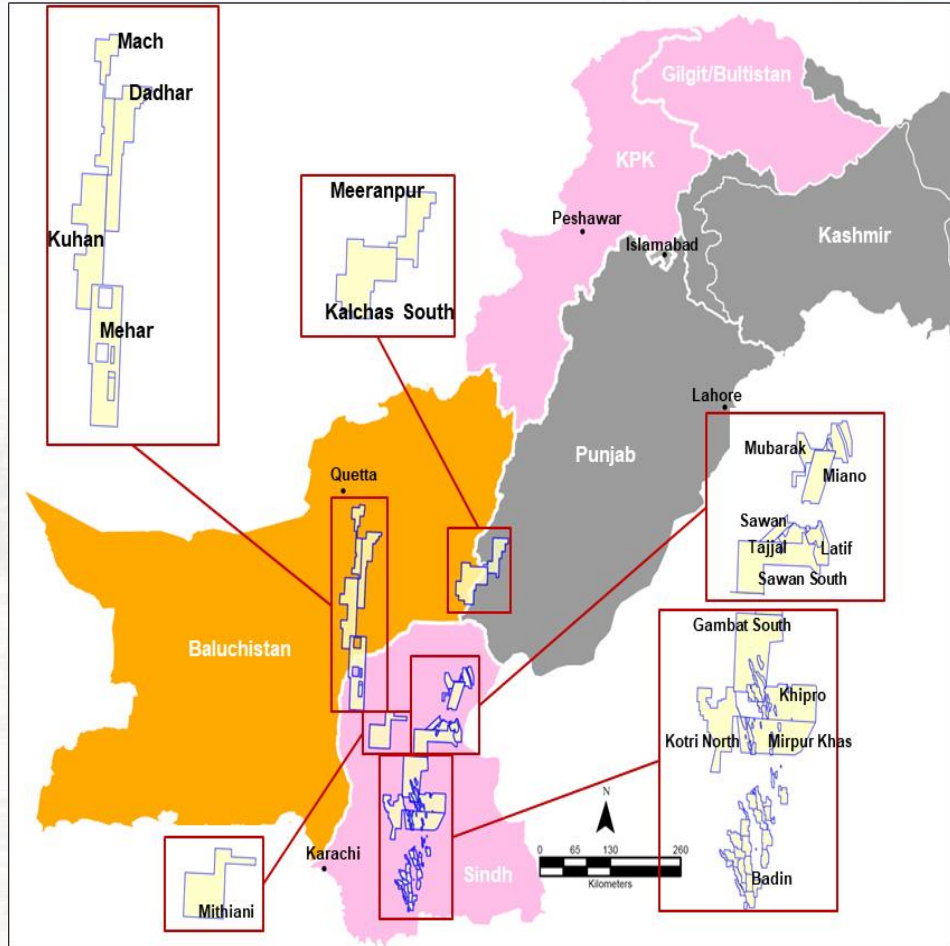 Mach
Dadhar
Kuhan
Mehar
Meeranpur
Kalchas South
Gilgit/Bultistan
KPK
Peshawar
Islamabad
Kashmir
Lahore
Punjab
Quetta
Baluchistan
Mubarak
Miano
Sawan
Tajjal
Latif
Sawan South
Gambat South
Khipro
Kotri North
Mirpur Khas
Badin
Mithiani
Karachi
Sindh
N
0 65 130 260
Kilometers